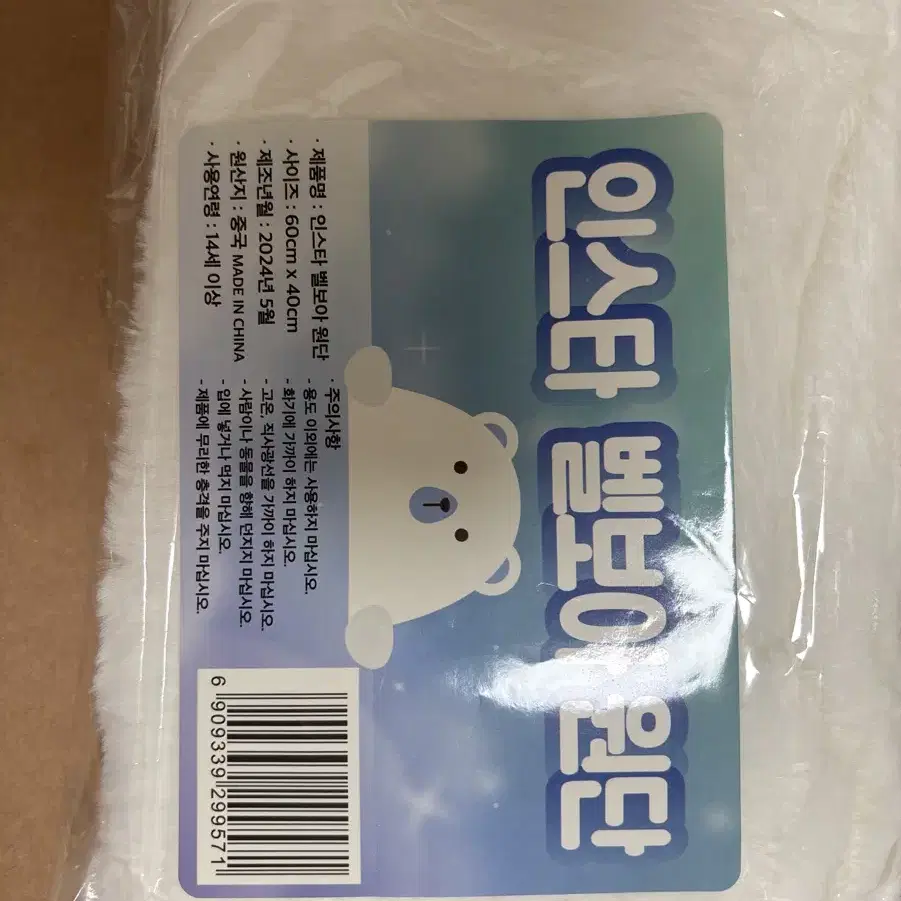 인스타 벨보아 원단
· 제품명 : 인스타 벨보아 원단
· 사이즈 : 60cm x 40cm
· 제조년월 : 2024년 5월
· 원산지 : 중국 MADE IN CHINA
· 사용연령 : 14세 이상
· 주의사항
- 용도 이외에는 사용하지 마십시오.
- 화기에 가까이 하지 마십시오.
- 고온, 직사광선을 가까이 하지 마십시오.
- 사람이나 동물을 향해 던지지 마십시오.
- 입에 넣거나 먹지 마십시오.
- 제품에 무리한 충격을 주지 마십시오.
6 909339 299571